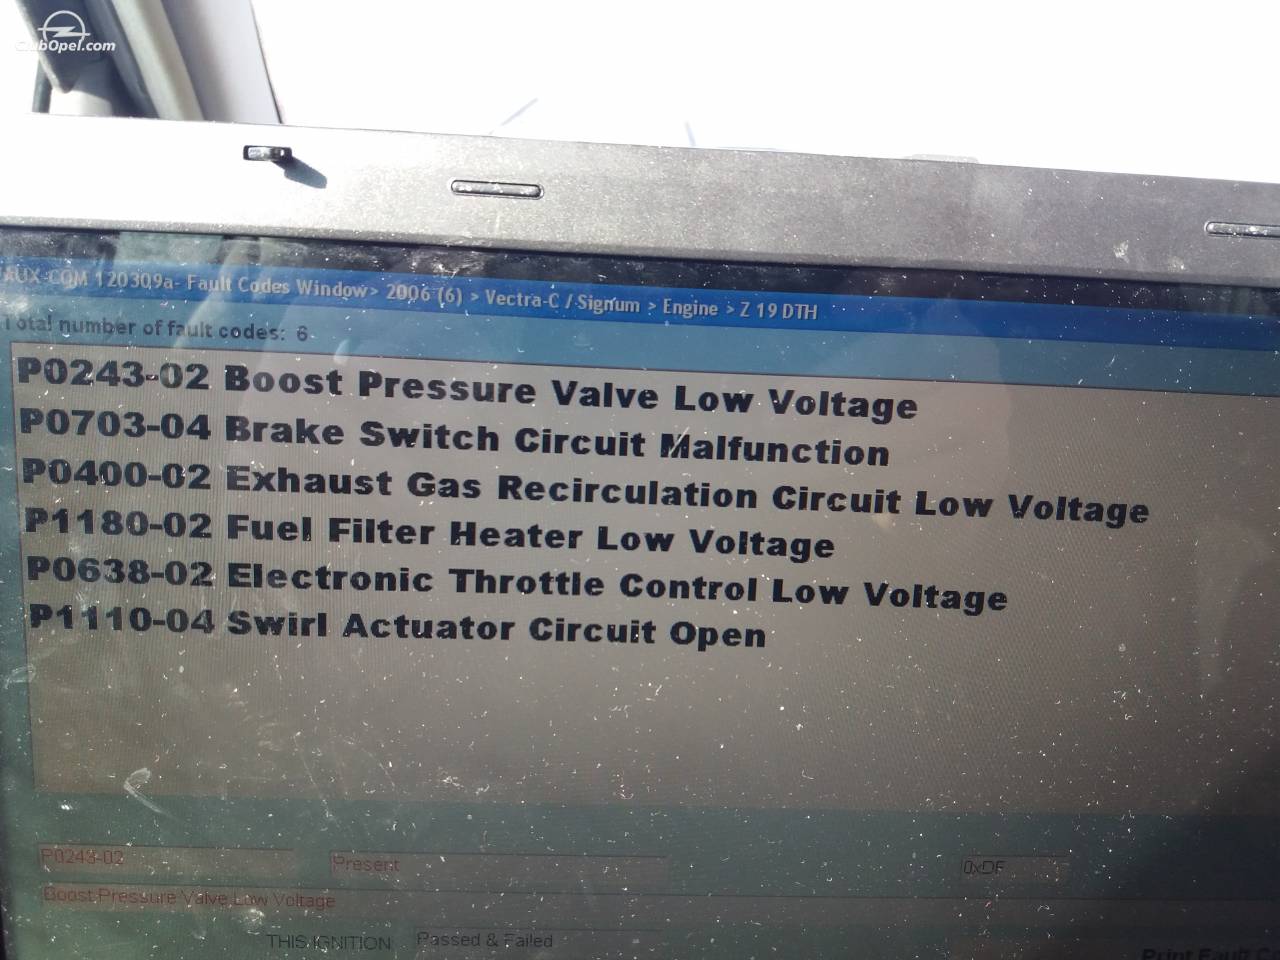 ClubOpel.com
AUX-COM 120309a- Fault Codes Window> 2006 (6) > Vectra-C / Signum > Engine > Z 19 DTH
Total number of fault codes: 6
P0243-02 Boost Pressure Valve Low Voltage
P0703-04 Brake Switch Circuit Malfunction
P0400-02 Exhaust Gas Recirculation Circuit Low Voltage
P1180-02 Fuel Filter Heater Low Voltage
P0638-02 Electronic Throttle Control Low Voltage
P1110-04 Swirl Actuator Circuit Open
P0243-02 Present 0xDF
Boost Pressure Valve Low Voltage
THIS IGNITION Passed & Failed
Print Fault